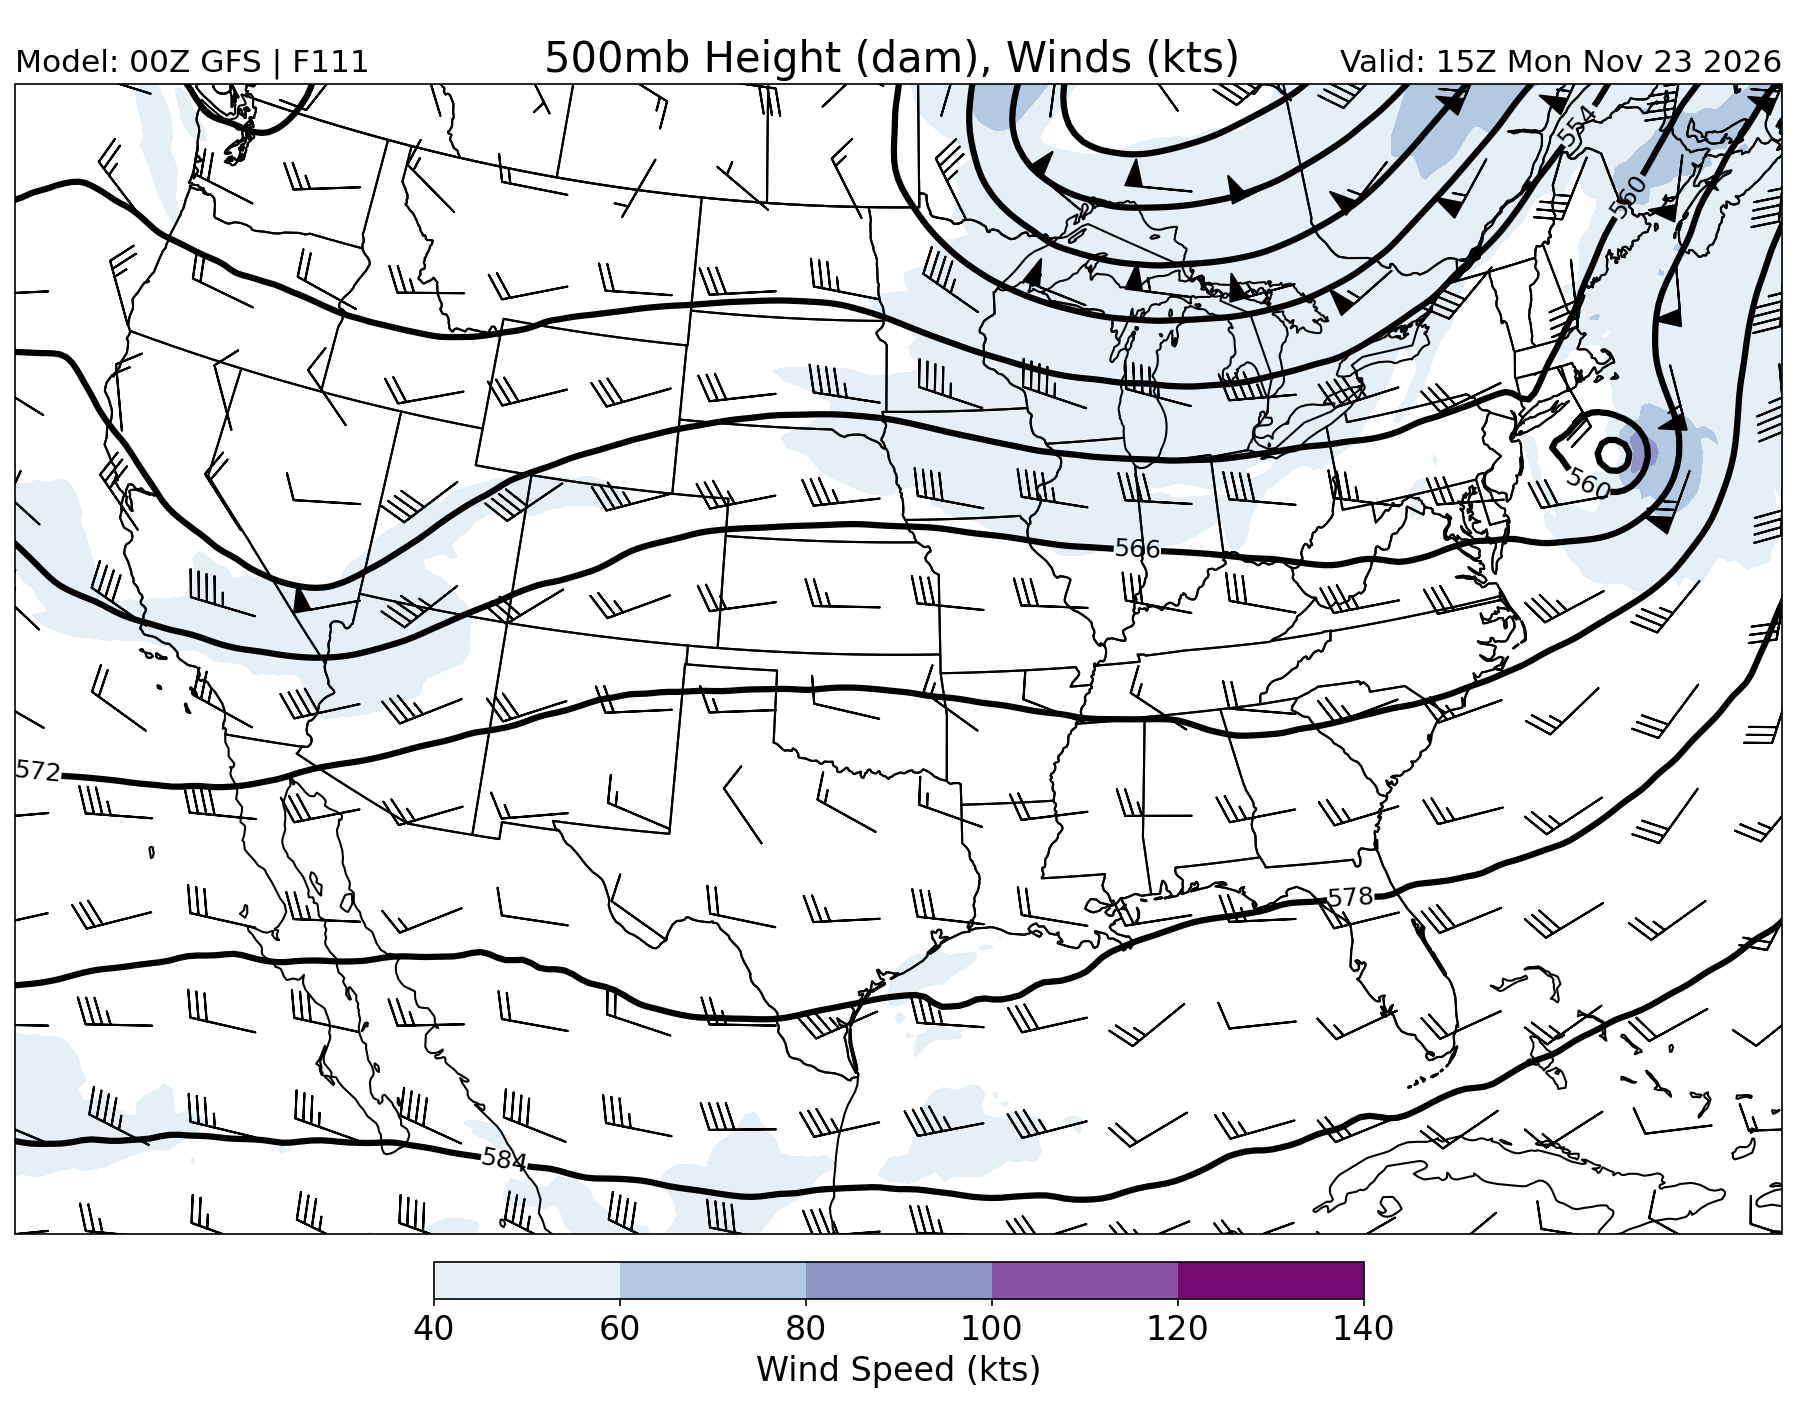 Model: 00Z GFS | F111
500mb Height (dam), Winds (kts)
Valid: 15Z Mon Nov 23 2026
554
560
560
566
572
578
584
40 60 80 100 120 140
Wind Speed (kts)